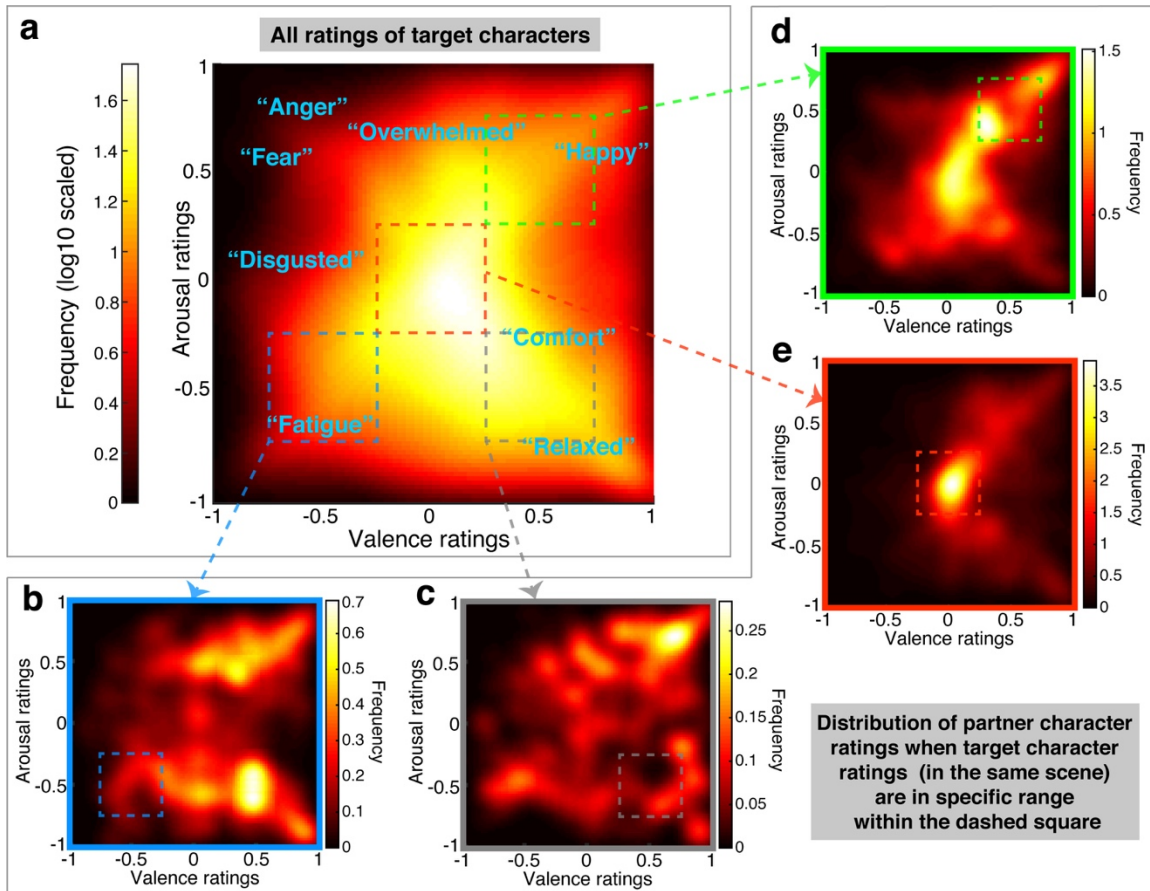 a
All ratings of target characters
Frequency (log10 scaled)
1.6
1.4
1.2
1
0.8
0.6
0.4
0.2
0
Arousal ratings
1
0.5
0
-0.5
-1
-0.5
0
0.5
1
Valence ratings
“Anger”
“Overwhelmed”
“Fear”
“Happy”
“Disgusted”
“Comfort”
“Fatigue”
“Relaxed”
d
Arousal ratings
1
0.5
0
-0.5
-1
-1
-0.5
0
0.5
1
Valence ratings
1.5
1
0.5
0
Frequency
e
Arousal ratings
1
0.5
0
-0.5
-1
-1
-0.5
0
0.5
1
Valence ratings
3.5
3
2.5
2
1.5
1
0.5
0
Frequency
b
Arousal ratings
1
0.5
0
-0.5
-1
-1
-0.5
0
0.5
1
Valence ratings
0.7
0.6
0.5
0.4
0.3
0.2
0.1
0
Frequency
c
Arousal ratings
1
0.5
0
-0.5
-1
-1
-0.5
0
0.5
1
Valence ratings
0.25
0.2
0.15
0.1
0.05
0
Frequency
Distribution of partner character
ratings when target character
ratings (in the same scene)
are in specific range
within the dashed square